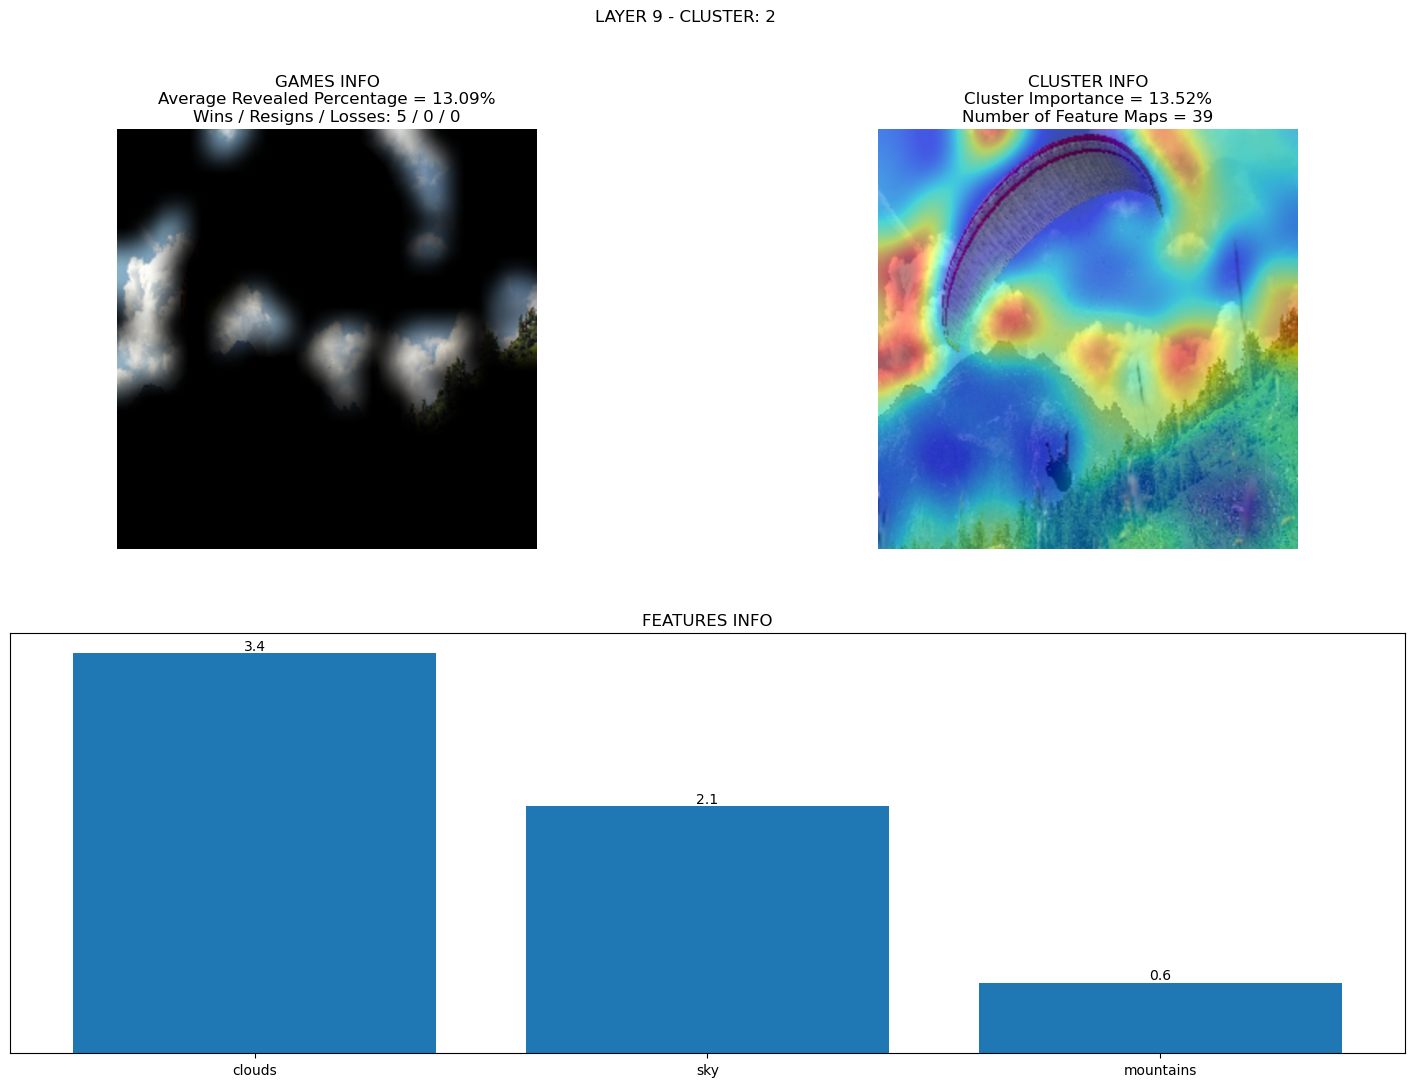 LAYER 9 - CLUSTER: 2
GAMES INFO
Average Revealed Percentage = 13.09%
Wins / Resigns / Losses: 5 / 0 / 0
CLUSTER INFO
Cluster Importance = 13.52%
Number of Feature Maps = 39
FEATURES INFO
3.4
2.1
0.6
clouds
sky
mountains